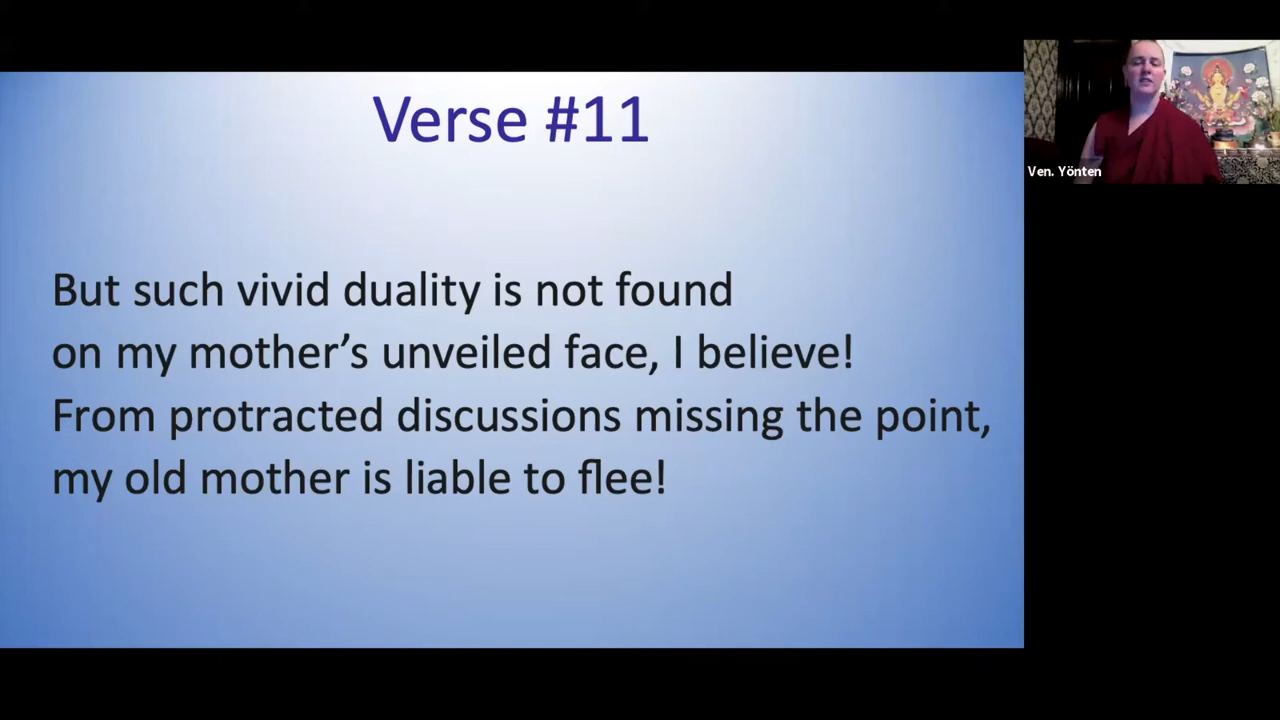 Verse #11
Ven. Yönten
But such vivid duality is not found
on my mother’s unveiled face, I believe!
From protracted discussions missing the point,
my old mother is liable to flee!